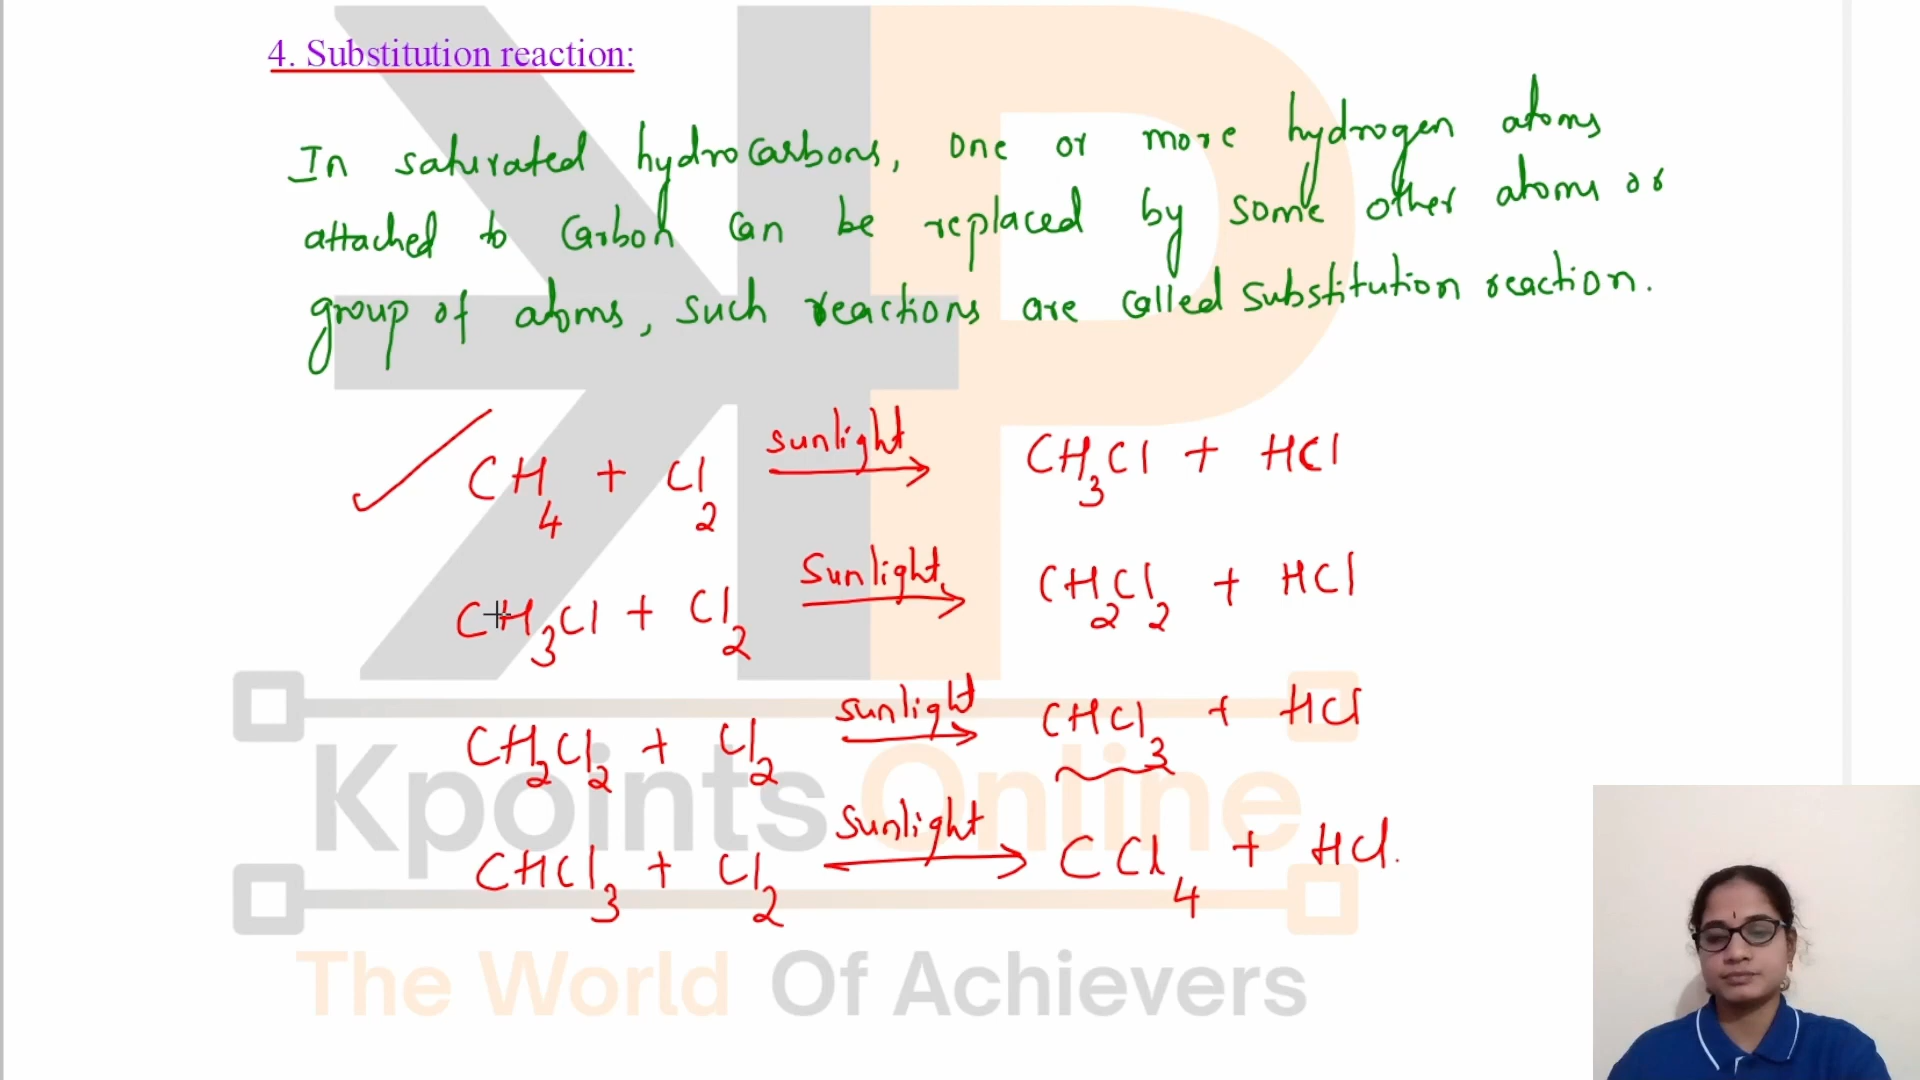 4. Substitution reaction:
In saturated hydrocarbons, one or more hydrogen atoms
attached to carbon can be replaced by some other atoms or
group of atoms, such reactions are called substitution reaction.
CH₄ + Cl₂ sunlight → CH₃Cl + HCl
CH₃Cl + Cl₂ Sunlight → CH₂Cl₂ + HCl
CH₂Cl₂ + Cl₂ sunlight → CHCl₃ + HCl
CHCl₃ + Cl₂ Sunlight → CCl₄ + HCl.
KP
Kpoints Online
The World Of Achievers